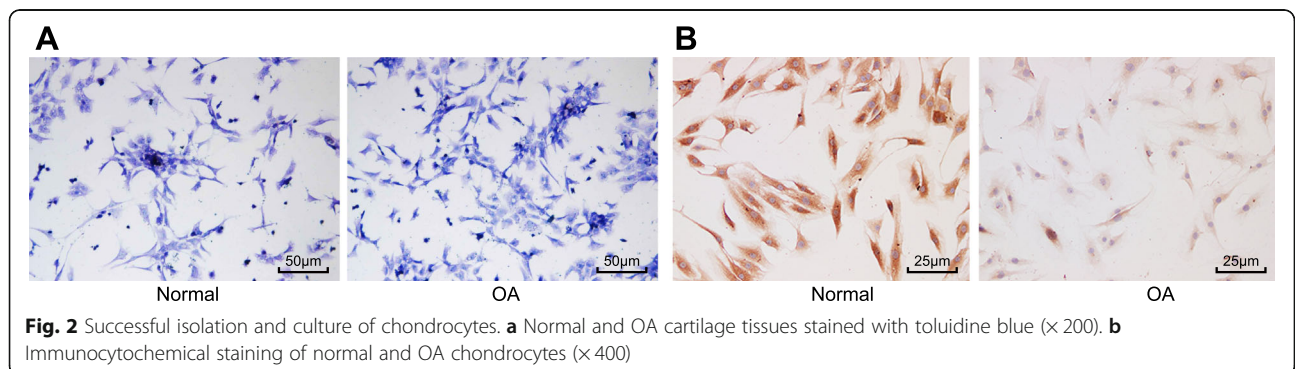 A
B
50μm
50μm
25μm
25μm
Normal
OA
Normal
OA
Fig. 2 Successful isolation and culture of chondrocytes. a Normal and OA cartilage tissues stained with toluidine blue (× 200). b
Immunocytochemical staining of normal and OA chondrocytes (× 400)